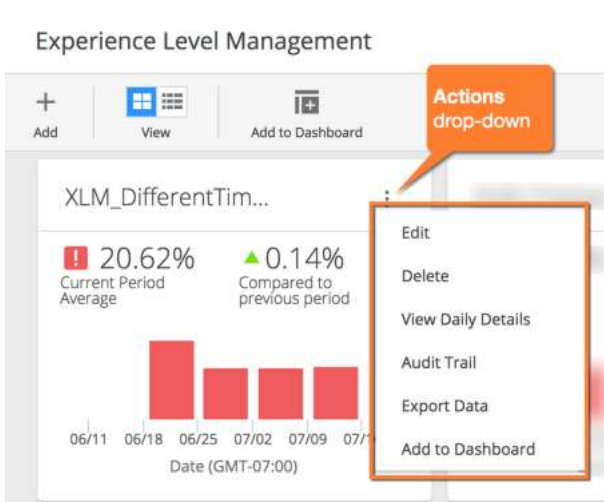 Experience Level Management
Actions
drop-down
Add
View
Add to Dashboard
XLM_DifferentTim...
20.62%
Current Period
Average
0.14%
Compared to
previous period
Edit
Delete
View Daily Details
Audit Trail
Export Data
Add to Dashboard
06/11 06/18 06/25 07/02 07/09
Date (GMT-07:00)